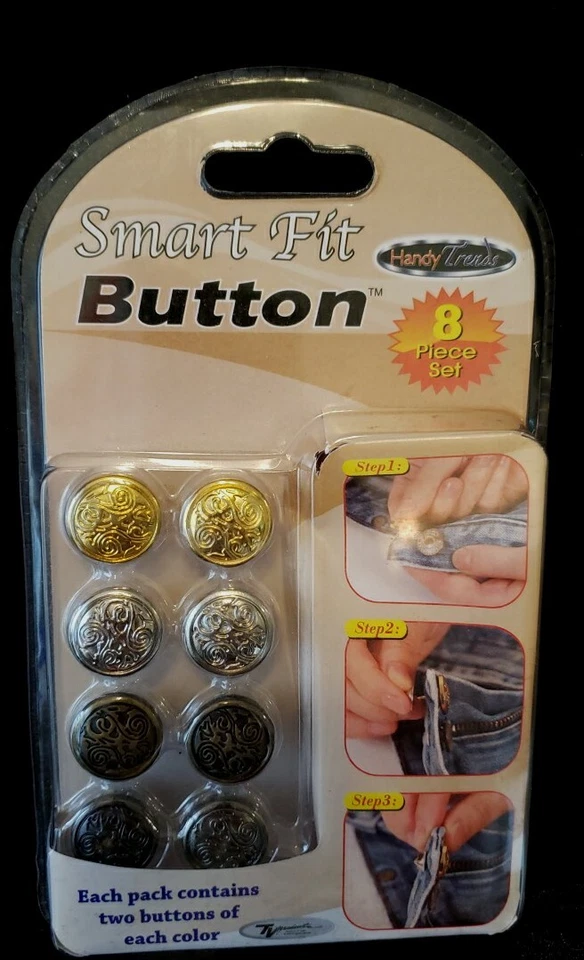 Smart Fit
Button™
Handy Trends
8
Piece
Set
Step1:
Step2:
Step3:
Each pack contains
two buttons of
each color
TV